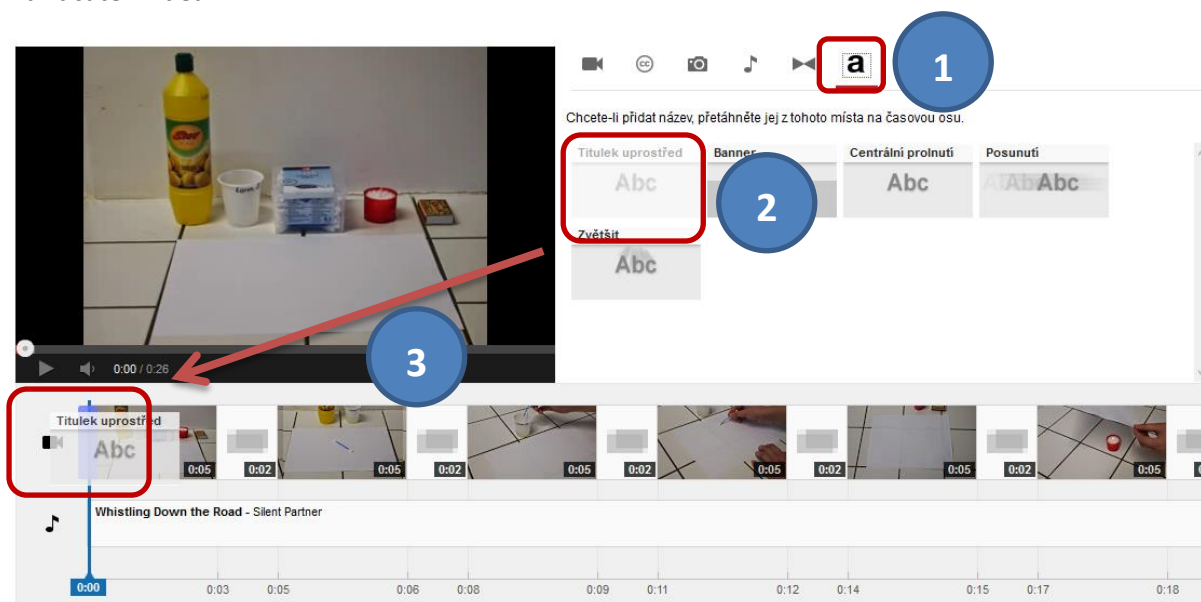 1
a
cc
Chcete-li přidat název, přetáhněte jej z tohoto místa na časovou osu.
Titulek uprostřed
Banner
Centrální prolnutí
Posunutí
Abc
2
Abc
Abc
Zvětšit
Abc
3
0:00 / 0:26
Titulek uprostřed
Abc
0:05
0:02
0:05
0:02
0:05
0:02
0:05
0:02
0:05
0:02
0:05
Whistling Down the Road - Silent Partner
0:00
0:03
0:05
0:06
0:08
0:09
0:11
0:12
0:14
0:15
0:17
0:18